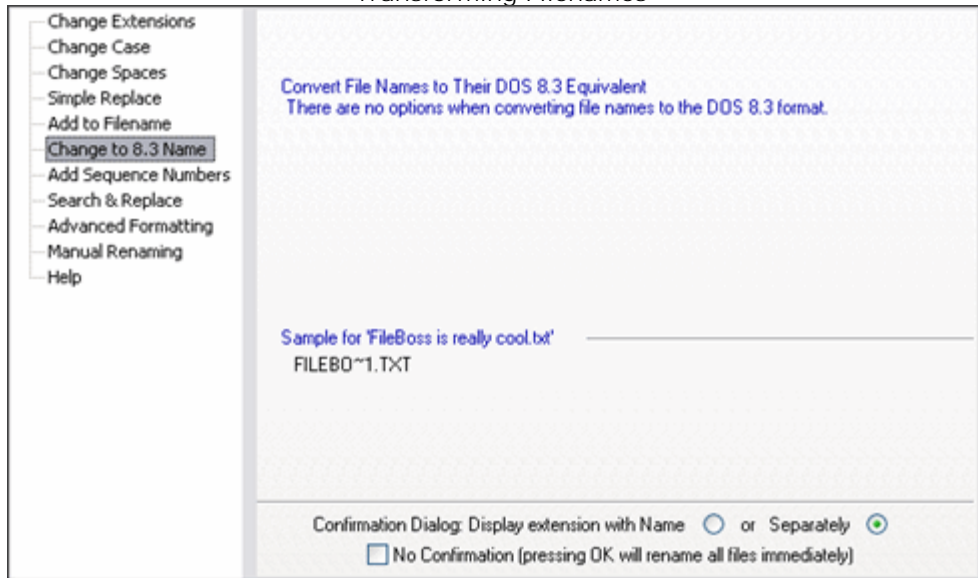 Transforming Filenames
Change Extensions
Change Case
Change Spaces
Simple Replace
Add to Filename
Change to 8.3 Name
Add Sequence Numbers
Search & Replace
Advanced Formatting
Manual Renaming
Help
Convert File Names to Their DOS 8.3 Equivalent
There are no options when converting file names to the DOS 8.3 format.
Sample for 'FileBoss is really cool.txt'
FILEBO~1.TXT
Confirmation Dialog: Display extension with Name or Separately
No Confirmation (pressing OK will rename all files immediately)